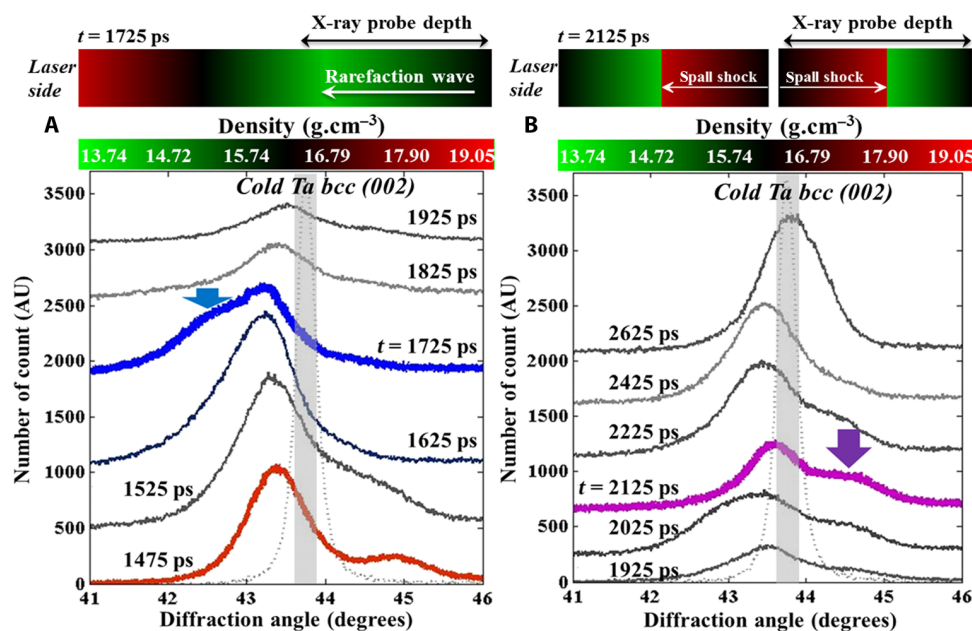 X-ray probe depth
t = 1725 ps
Laser side
Rarefaction wave
A
Density (g.cm⁻³)
13.74 14.72 15.74 16.79 17.90 19.05
Cold Ta bcc (002)
Number of count (AU)
3500
3000
2500
2000
1500
1000
500
0
1925 ps
1825 ps
t = 1725 ps
1625 ps
1525 ps
1475 ps
41 42 43 44 45 46
Diffraction angle (degrees)
X-ray probe depth
t = 2125 ps
Laser side
Spall shock
Spall shock
B
Density (g.cm⁻³)
13.74 14.72 15.74 16.79 17.90 19.05
Cold Ta bcc (002)
Number of count (AU)
3500
3000
2500
2000
1500
1000
500
0
2625 ps
2425 ps
2225 ps
t = 2125 ps
2025 ps
1925 ps
41 42 43 44 45 46
Diffraction angle (degrees)